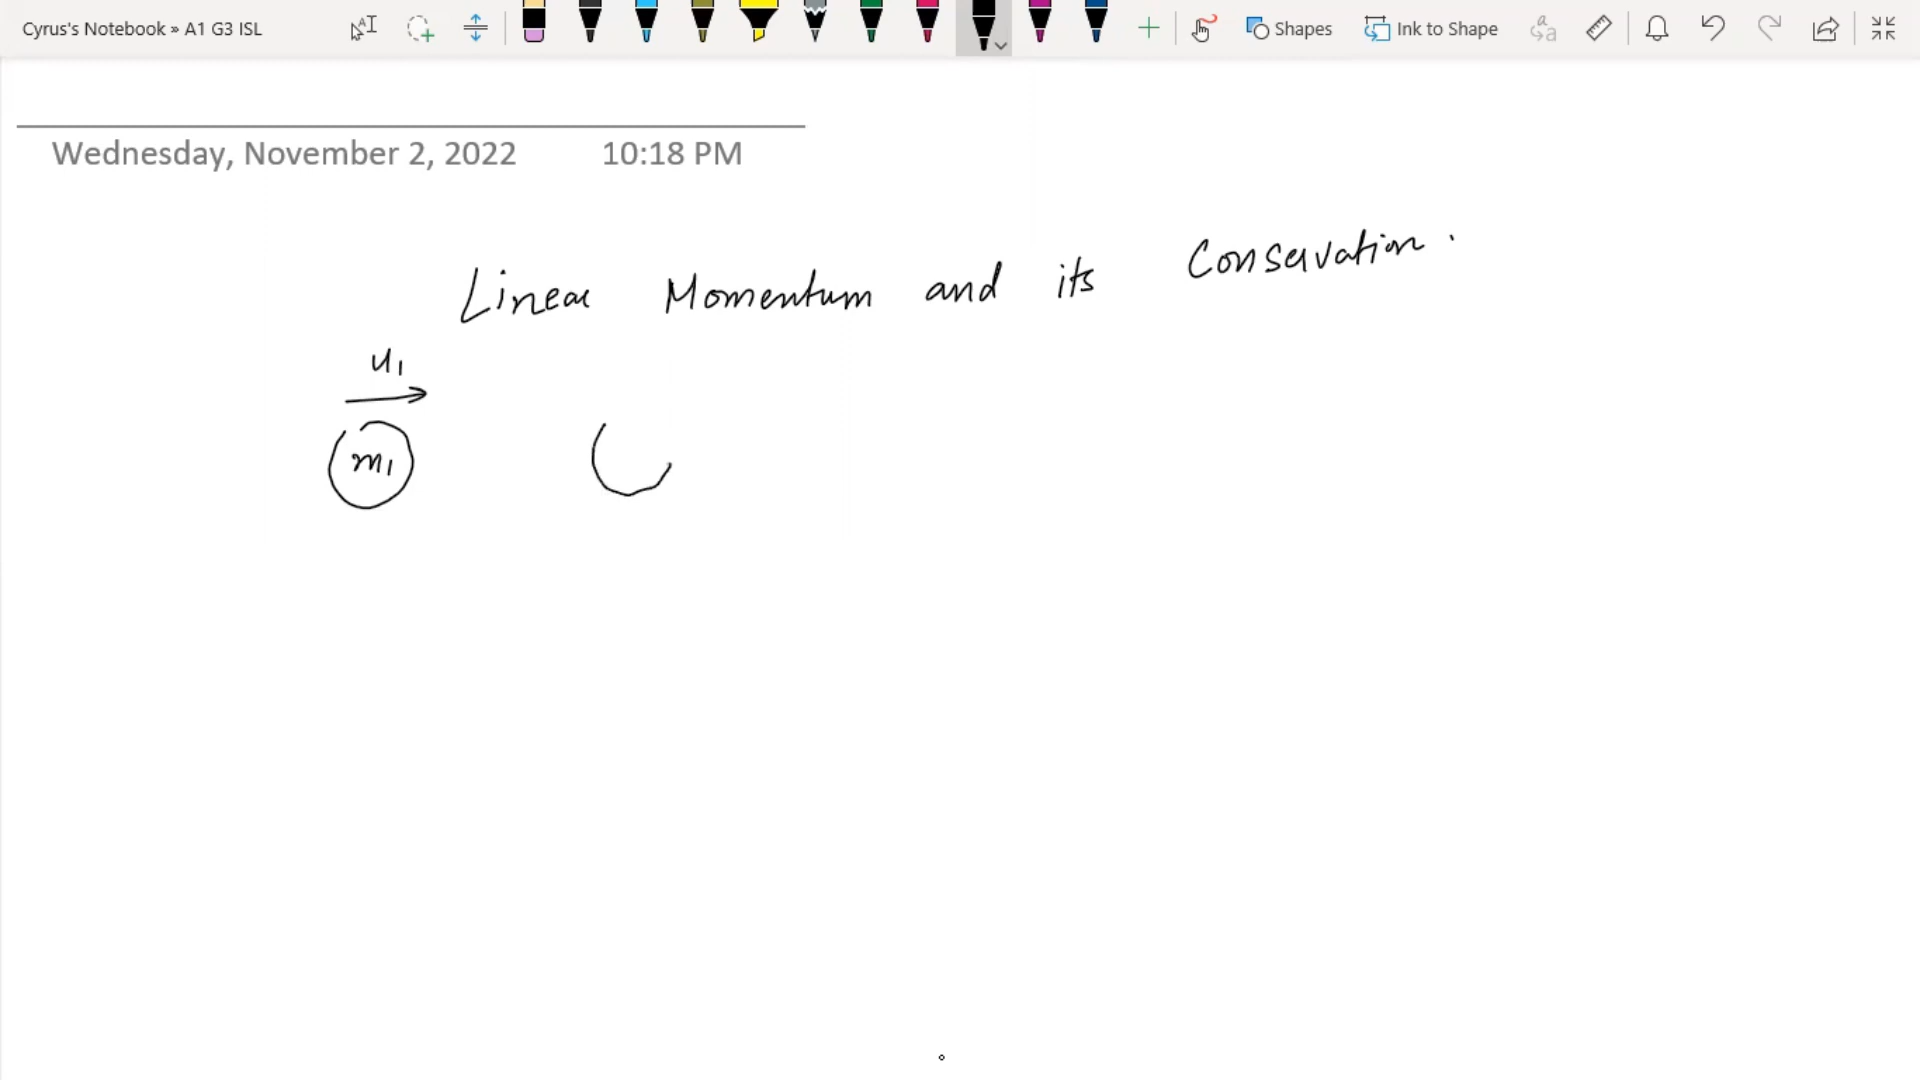 Cyrus's Notebook » A1 G3 ISL
Shapes
Ink to Shape
Wednesday, November 2, 2022 10:18 PM
Linear Momentum and its Conservation.
u1
m1